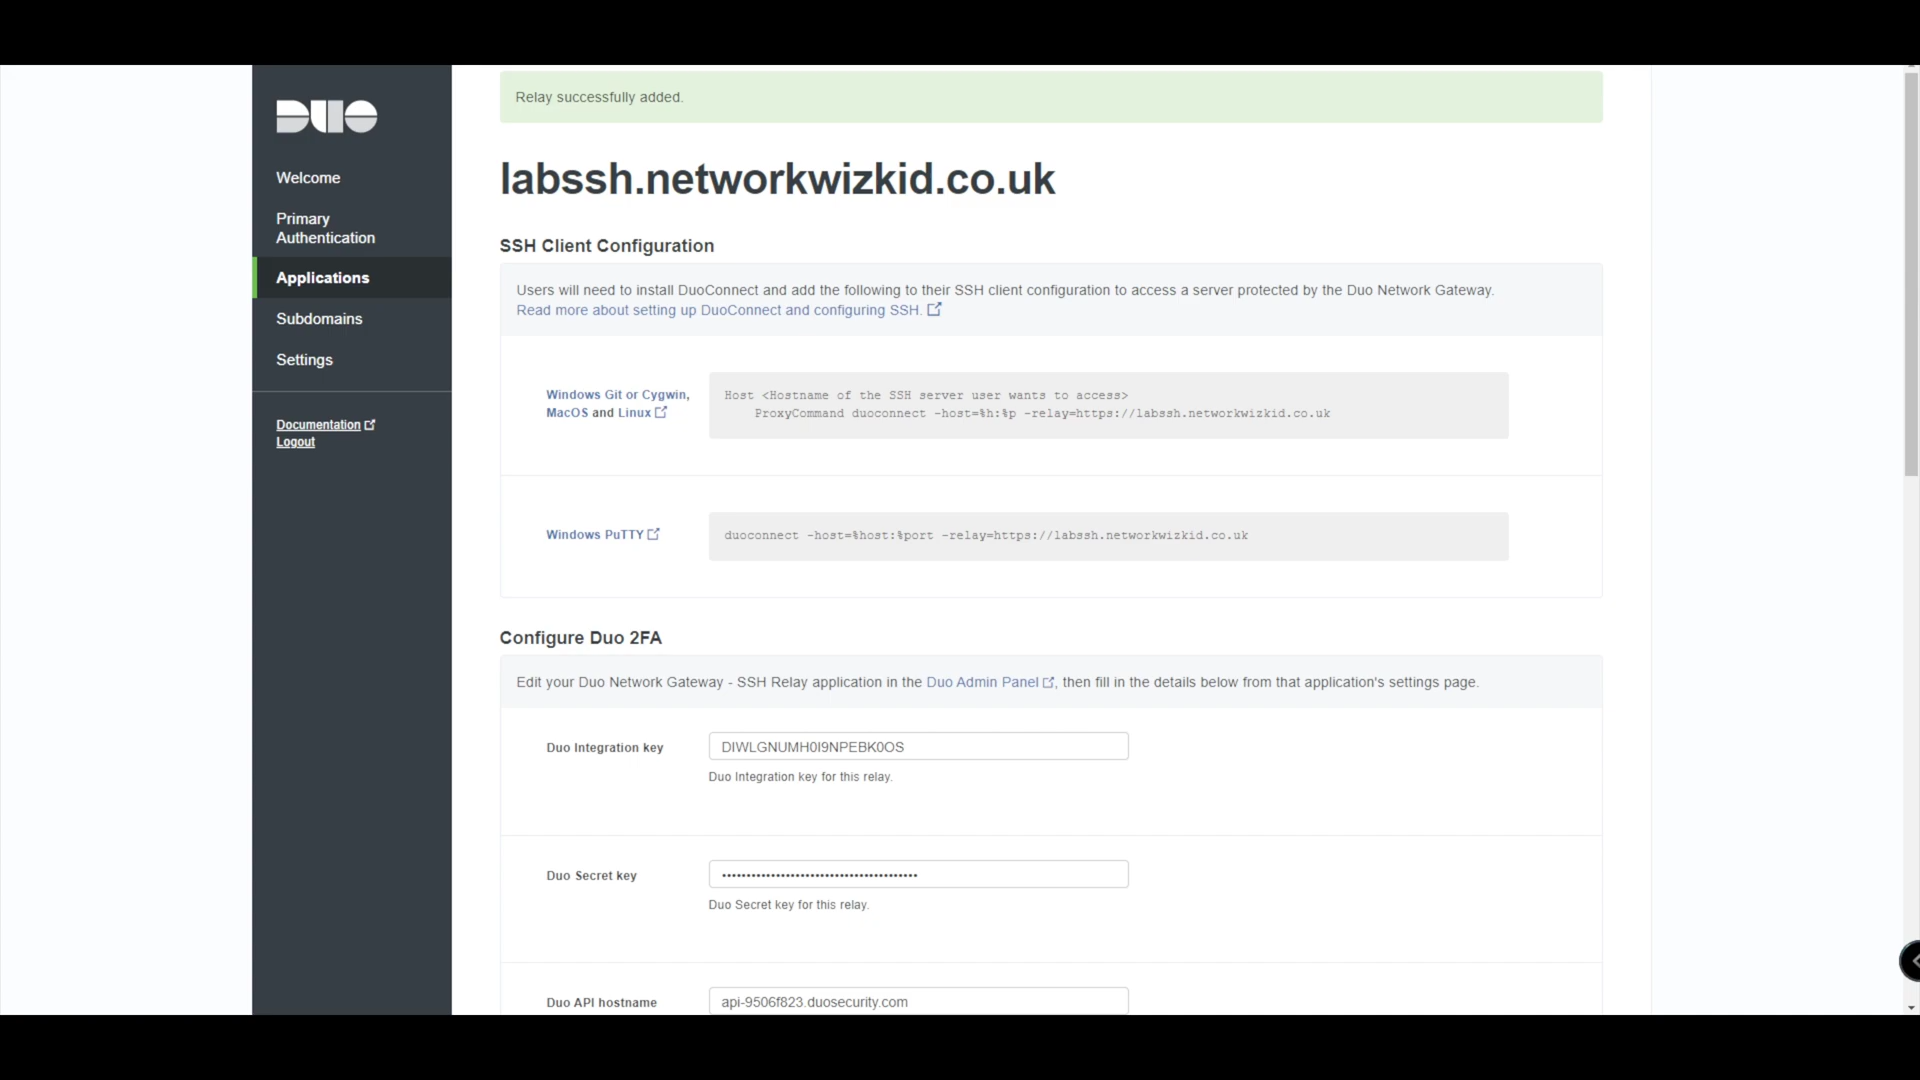 DUO
Welcome
Primary
Authentication
Applications
Subdomains
Settings
Documentation
Logout
Relay successfully added.
labssh.networkwizkid.co.uk
SSH Client Configuration
Users will need to install DuoConnect and add the following to their SSH client configuration to access a server protected by the Duo Network Gateway.
Read more about setting up DuoConnect and configuring SSH.
Windows Git or Cygwin,
MacOS and Linux
Host <Hostname of the SSH server user wants to access>
ProxyCommand duoconnect -host=%h:%p -relay=https://labssh.networkwizkid.co.uk
Windows PuTTY
duoconnect -host=%host:%port -relay=https://labssh.networkwizkid.co.uk
Configure Duo 2FA
Edit your Duo Network Gateway - SSH Relay application in the Duo Admin Panel, then fill in the details below from that application's settings page.
Duo Integration key
DIWLGNUMH0I9NPEBK0OS
Duo Integration key for this relay.
Duo Secret key
••••••••••••••••••••••••••••••••••••••••
Duo Secret key for this relay.
Duo API hostname
api-9506f823.duosecurity.com